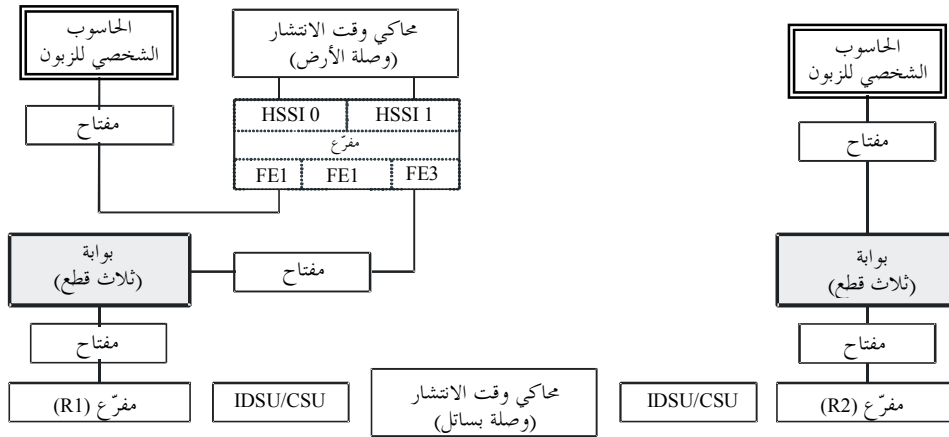 الحاسوب
الشخصي للزبون
محاكي وقت الانتشار
(وصلة الأرض)
الحاسوب
الشخصي للزبون
HSSI 0
HSSI 1
مفتاح
مفرّع
مفتاح
FE1
FE1
FE3
بوابة
(ثلاث قطع)
مفتاح
بوابة
(ثلاث قطع)
مفتاح
مفتاح
مفرّع (R1)
IDSU/CSU
محاكي وقت الانتشار
(وصلة بساتل)
IDSU/CSU
مفرّع (R2)